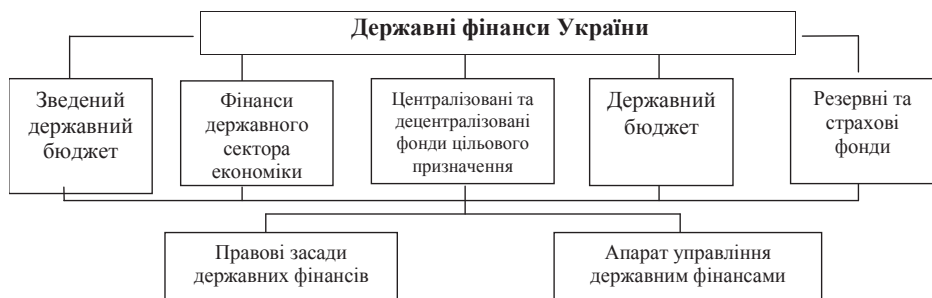 Державні фінанси України
Зведений
державний
бюджет
Фінанси
державного
сектора
економіки
Централізовані та
децентралізовані
фонди цільового
призначення
Державний
бюджет
Резервні та
страхові
фонди
Правові засади
державних фінансів
Апарат управління
державним фінансами